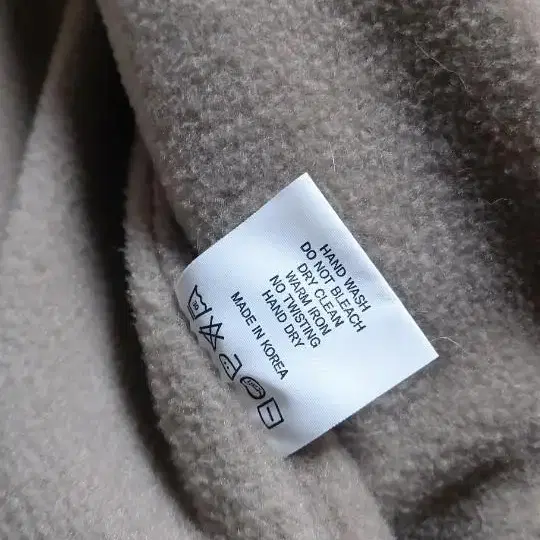 HAND WASH
DO NOT BLEACH
DRY CLEAN
WARM IRON
NO TWISTING
HAND DRY
MADE IN KOREA